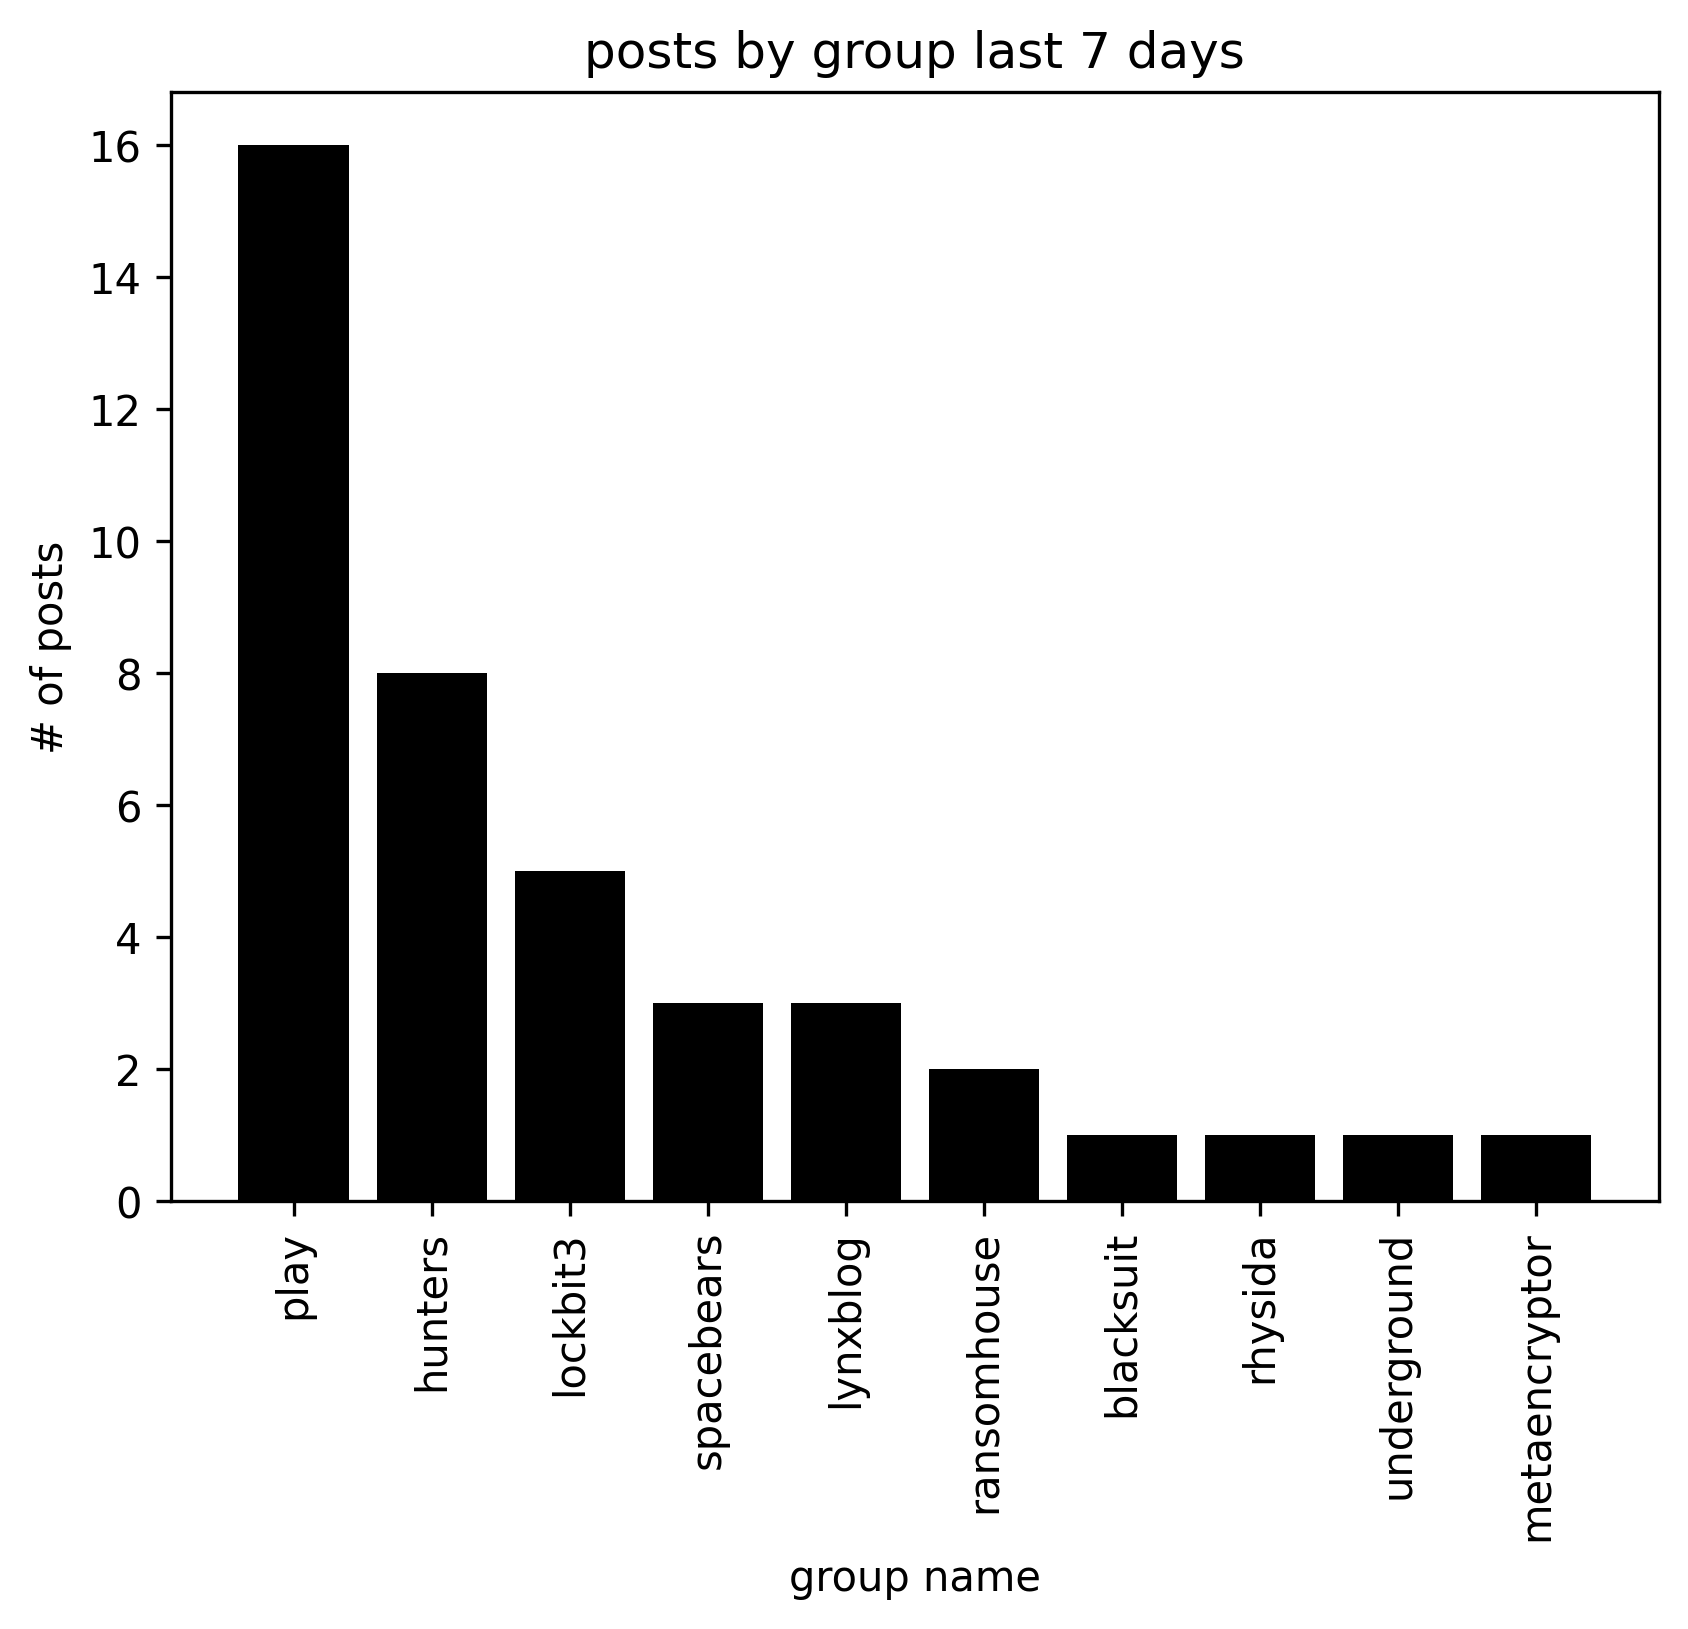 posts by group last 7 days
# of posts
16
14
12
10
8
6
4
2
0
play
hunters
lockbit3
spacebears
lynxblog
ransomhouse
blacksuit
rhysida
underground
metaencryptor
group name